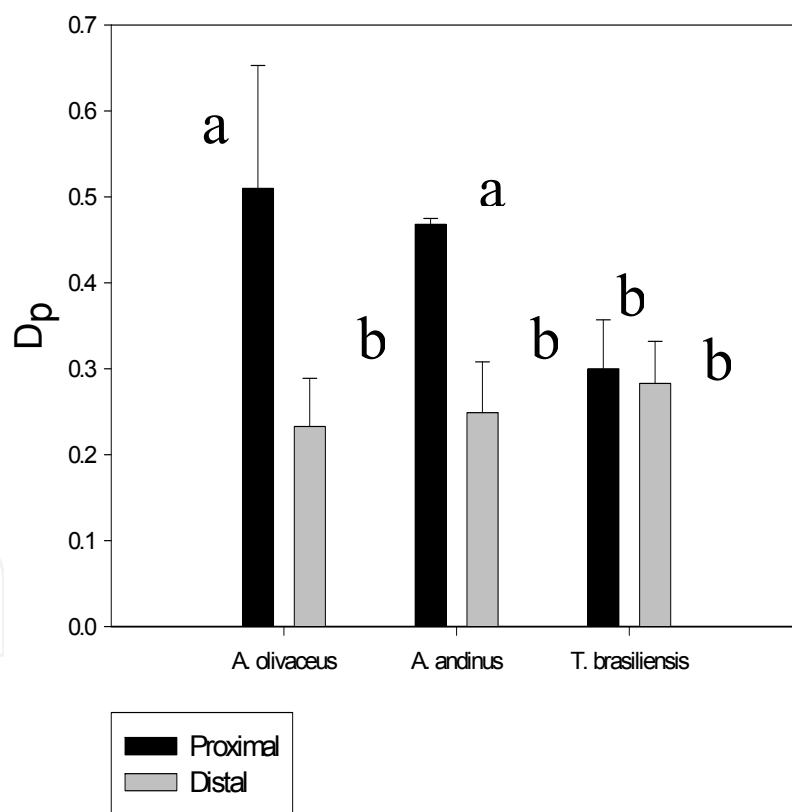 0.7
0.6
a
0.5
a
0.4
Dp
b
b
b
b
0.3
0.2
0.1
0.0
A. olivaceus A. andinus T. brasiliensis
Proximal
Distal